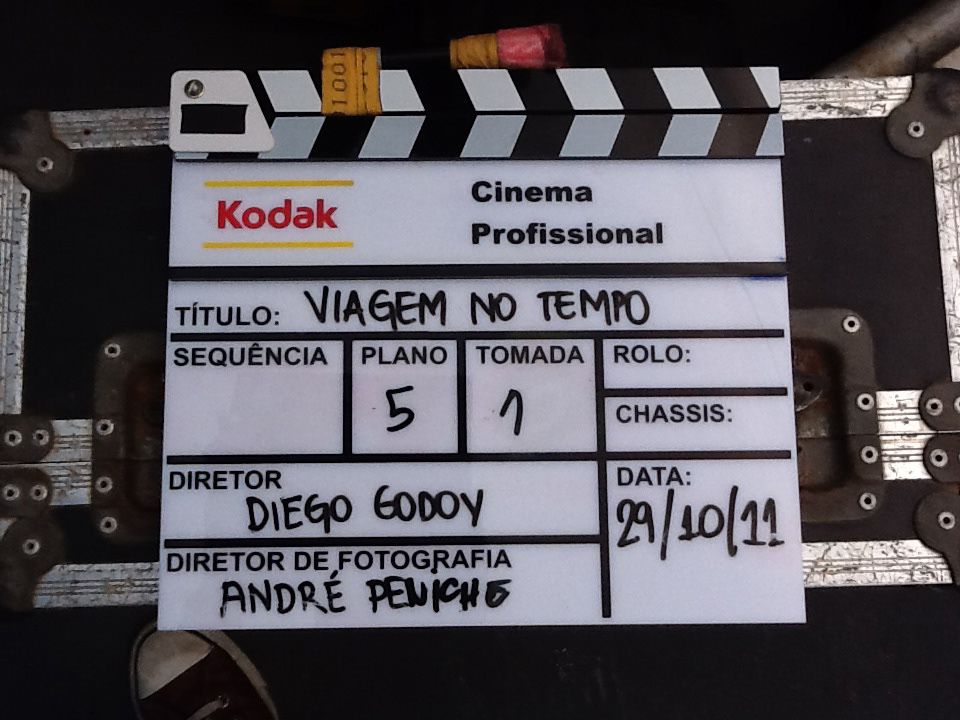 1001
Kodak
Cinema
Profissional
TÍTULO: VIAGEM NO TEMPO
SEQUÊNCIA PLANO TOMADA ROLO:
5 1
CHASSIS:
DIRETOR
DIEGO GODOY
DATA:
29/10/11
DIRETOR DE FOTOGRAFIA
ANDRÉ PENICHE